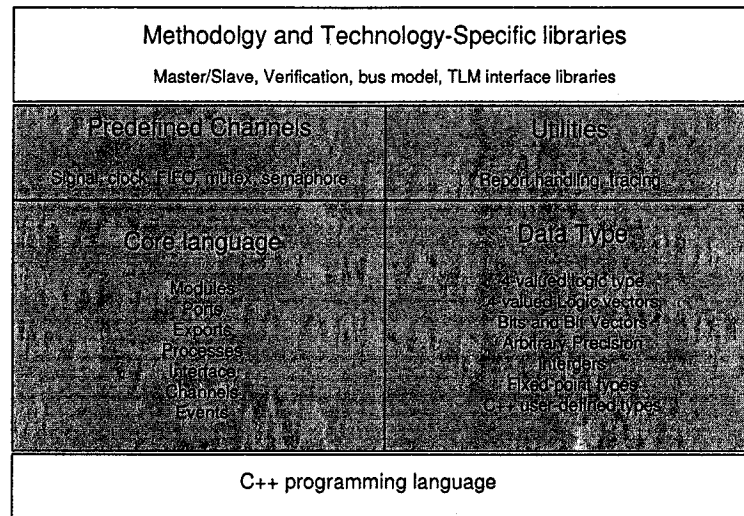 Methodolgy and Technology-Specific libraries
Master/Slave, Verification, bus model, TLM interface libraries
Predefined Channels
Signal, clock, FIFO, mutex, semaphore
Utilities
Report handling, tracing
Core language
Modules
Ports
Exports
Processes
Interface
Channels
Events
Data Type
4-valued logic type
4-valued Logic vectors
Bits and Bit Vectors
Arbitrary Precision
Fixed-point types
C++ user-defined types
C++ programming language